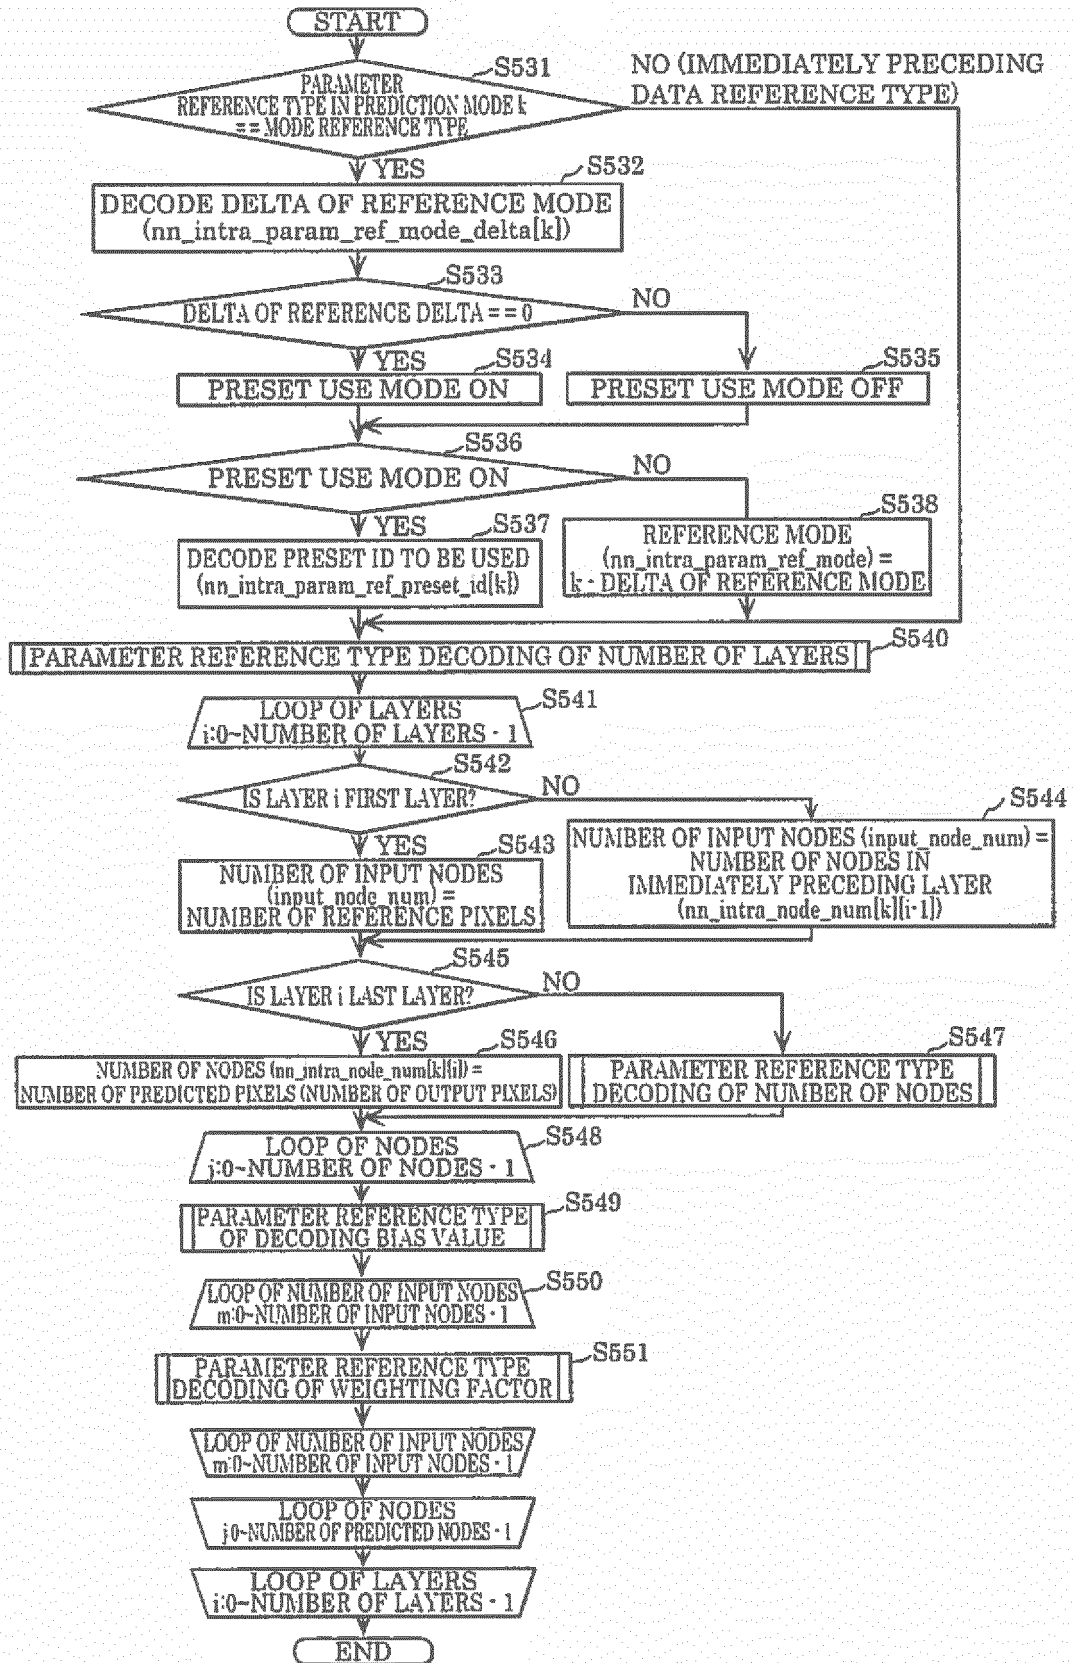 START
S531
PARAMETER
REFERENCE TYPE IN PREDICTION MODE k
== MODE REFERENCE TYPE
NO (IMMEDIATELY PRECEDING
DATA REFERENCE TYPE)
YES
S532
DECODE DELTA OF REFERENCE MODE
(nn_intra_param_ref_mode_delta[k])
S533
DELTA OF REFERENCE DELTA == 0
NO
YES
S534
PRESET USE MODE ON
S535
PRESET USE MODE OFF
S536
PRESET USE MODE ON
NO
YES
S537
DECODE PRESET ID TO BE USED
(nn_intra_param_ref_preset_id[k])
S538
REFERENCE MODE
(nn_intra_param_ref_mode) =
k - DELTA OF REFERENCE MODE
S540
PARAMETER REFERENCE TYPE DECODING OF NUMBER OF LAYERS
S541
LOOP OF LAYERS
i:0~NUMBER OF LAYERS - 1
S542
IS LAYER i FIRST LAYER?
NO
YES
S543
NUMBER OF INPUT NODES
(input_node_num) =
NUMBER OF REFERENCE PIXELS
S544
NUMBER OF INPUT NODES (input_node_num) =
NUMBER OF NODES IN
IMMEDIATELY PRECEDING LAYER
(nn_intra_node_num[k][i-1])
S545
IS LAYER i LAST LAYER?
NO
YES
S546
NUMBER OF NODES (nn_intra_node_num[k][i]) =
NUMBER OF PREDICTED PIXELS (NUMBER OF OUTPUT PIXELS)
S547
PARAMETER REFERENCE TYPE
DECODING OF NUMBER OF NODES
S548
LOOP OF NODES
j:0~NUMBER OF NODES - 1
S549
PARAMETER REFERENCE TYPE
OF DECODING BIAS VALUE
S550
LOOP OF NUMBER OF INPUT NODES
m:0~NUMBER OF INPUT NODES - 1
S551
PARAMETER REFERENCE TYPE
DECODING OF WEIGHTING FACTOR
LOOP OF NUMBER OF INPUT NODES
m:0~NUMBER OF INPUT NODES - 1
LOOP OF NODES
j:0~NUMBER OF PREDICTED NODES - 1
LOOP OF LAYERS
i:0~NUMBER OF LAYERS - 1
END